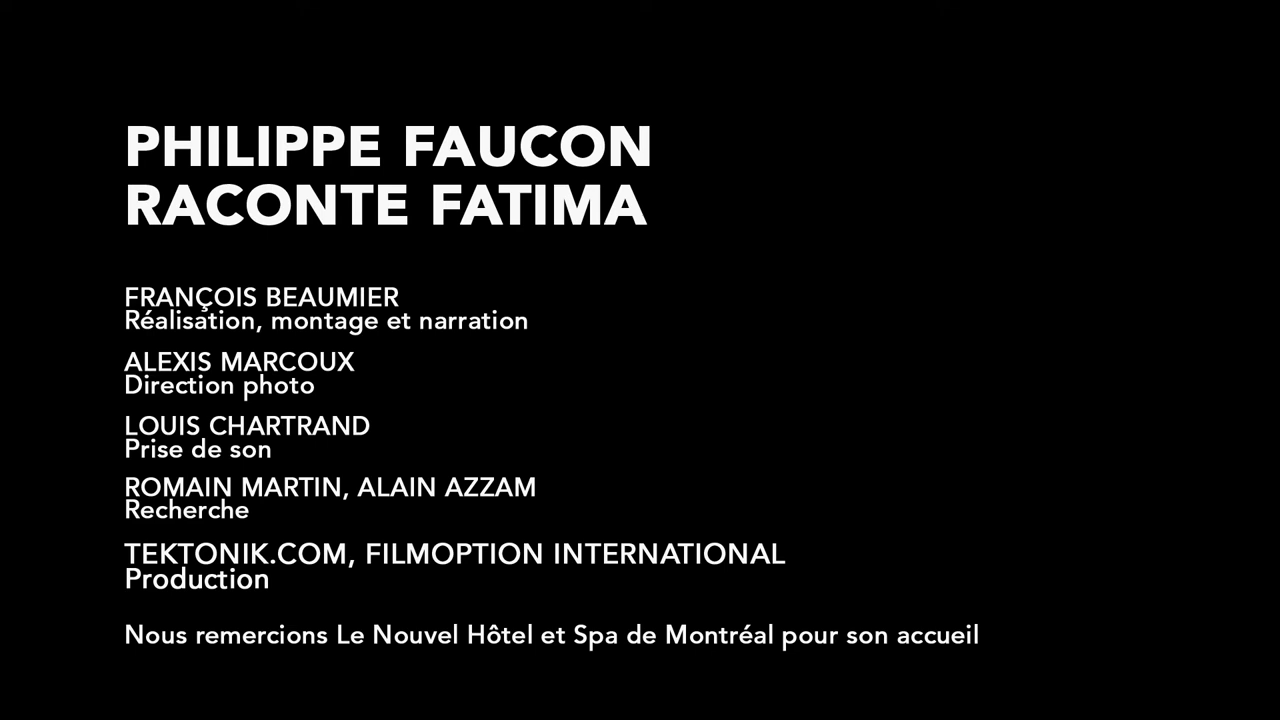 PHILIPPE FAUCON
RACONTE FATIMA
FRANÇOIS BEAUMIER
Réalisation, montage et narration
ALEXIS MARCOUX
Direction photo
LOUIS CHARTRAND
Prise de son
ROMAIN MARTIN, ALAIN AZZAM
Recherche
TEKTONIK.COM, FILMOPTION INTERNATIONAL
Production
Nous remercions Le Nouvel Hôtel et Spa de Montréal pour son accueil